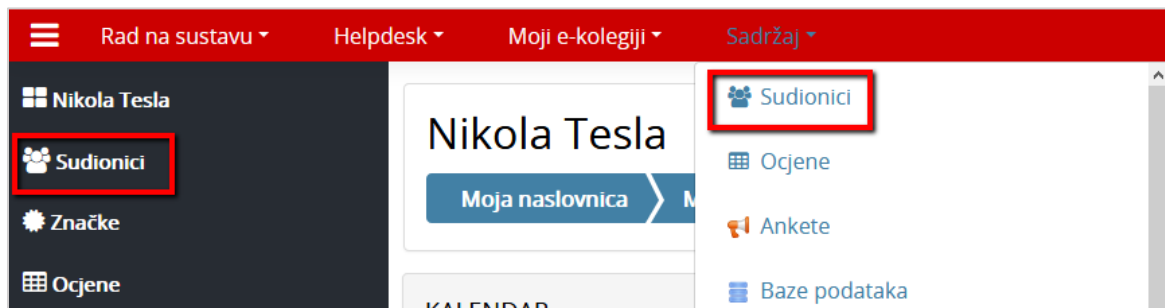 Rad na sustavu Helpdesk Moji e-kolegiji Sadržaj
Nikola Tesla
Sudionici
Značke
Ocjene
Nikola Tesla
Moja naslovnica M
KALENDAR
Sudionici
Ocjene
Ankete
Baze podataka